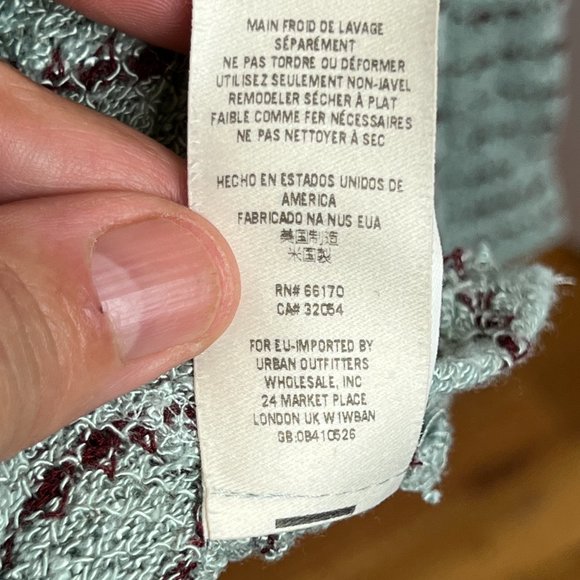 MAIN FROID DE LAVAGE
SÉPARÉMENT
NE PAS TORDRE OU DÉFORMER
UTILISEZ SEULEMENT NON-JAVEL
REMODELER SÉCHER À PLAT
FAIBLE COMME FER NÉCESSAIRES
NE PAS NETTOYER À SEC
HECHO EN ESTADOS UNIDOS DE
AMERICA
FABRICADO NA NUS EUA
美国制造
米国製
RN# 66170
CA# 32054
FOR EU-IMPORTED BY
URBAN OUTFITTERS
WHOLESALE, INC
24 MARKET PLACE
LONDON UK W1WBAN
GB:0B410526